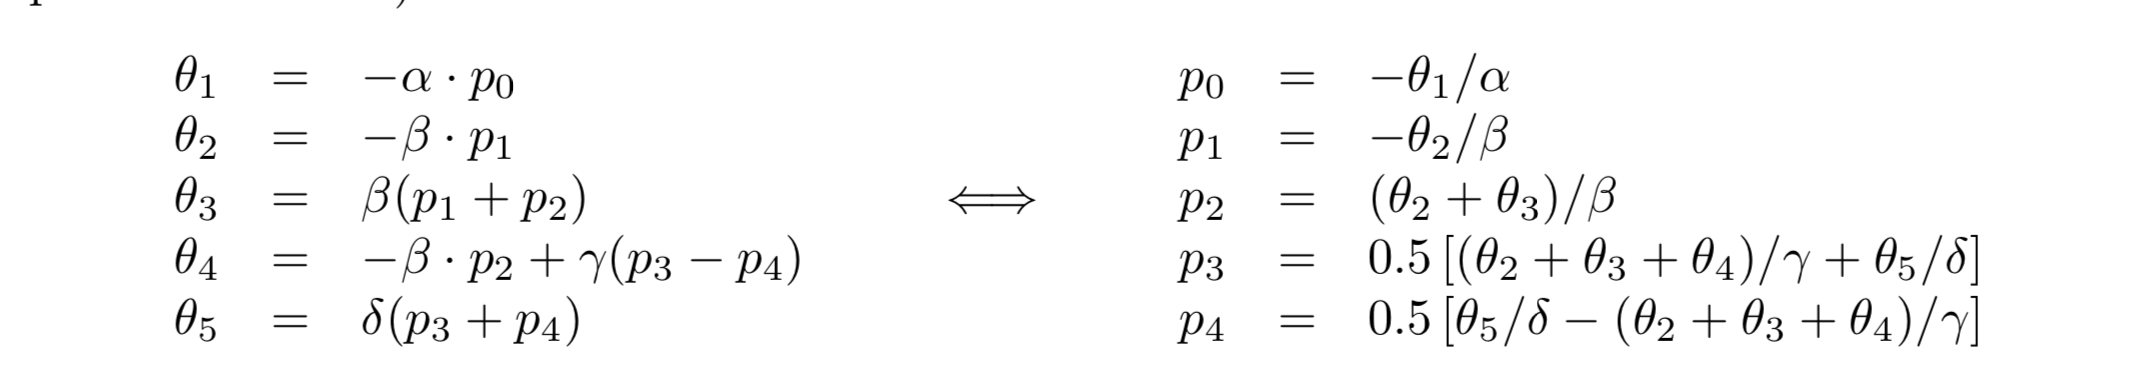 θ₁ = −α · p₀ p₀ = −θ₁/α
θ₂ = −β · p₁ p₁ = −θ₂/β
θ₃ = β(p₁ + p₂) ⟺ p₂ = (θ₂ + θ₃)/β
θ₄ = −β · p₂ + γ(p₃ − p₄) p₃ = 0.5 [(θ₂ + θ₃ + θ₄)/γ + θ₅/δ]
θ₅ = δ(p₃ + p₄) p₄ = 0.5 [θ₅/δ − (θ₂ + θ₃ + θ₄)/γ]